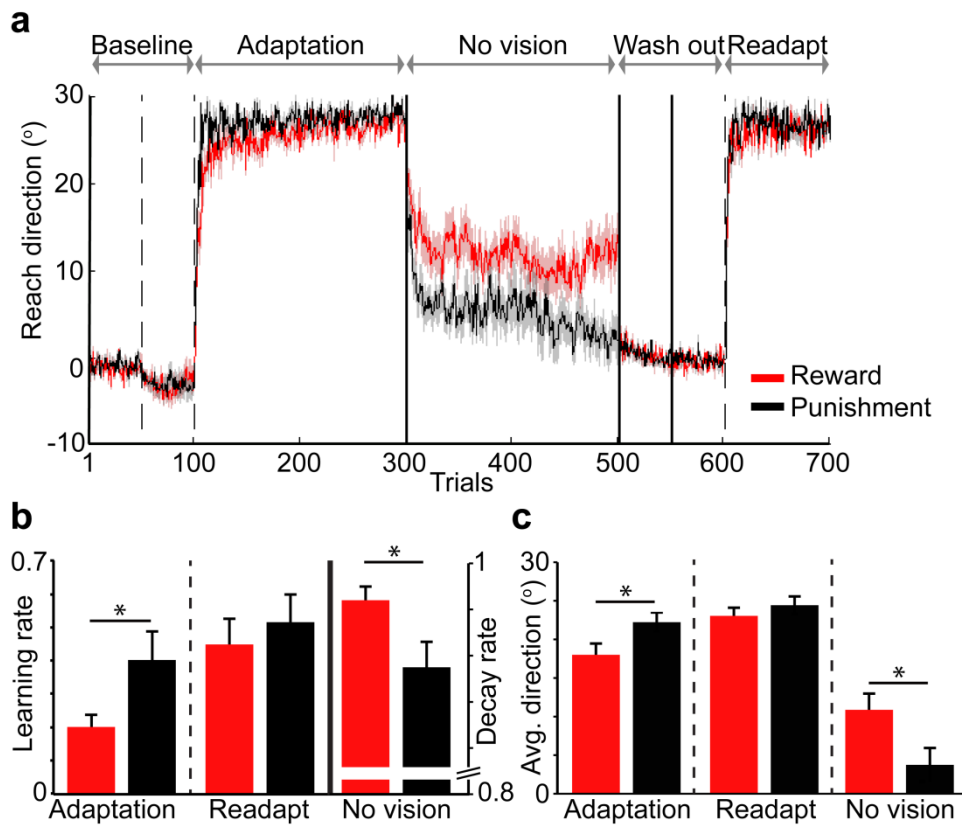 a
Baseline Adaptation No vision Wash out Readapt
Reach direction (o)
30
20
10
0
-10
1 100 200 300 400 500 600 700
Trials
Reward
Punishment
b
Learning rate
0.7
0
*
*
1
0.8
Decay rate
Adaptation Readapt No vision
c
Avg. direction (o)
30
0
*
*
Adaptation Readapt No vision